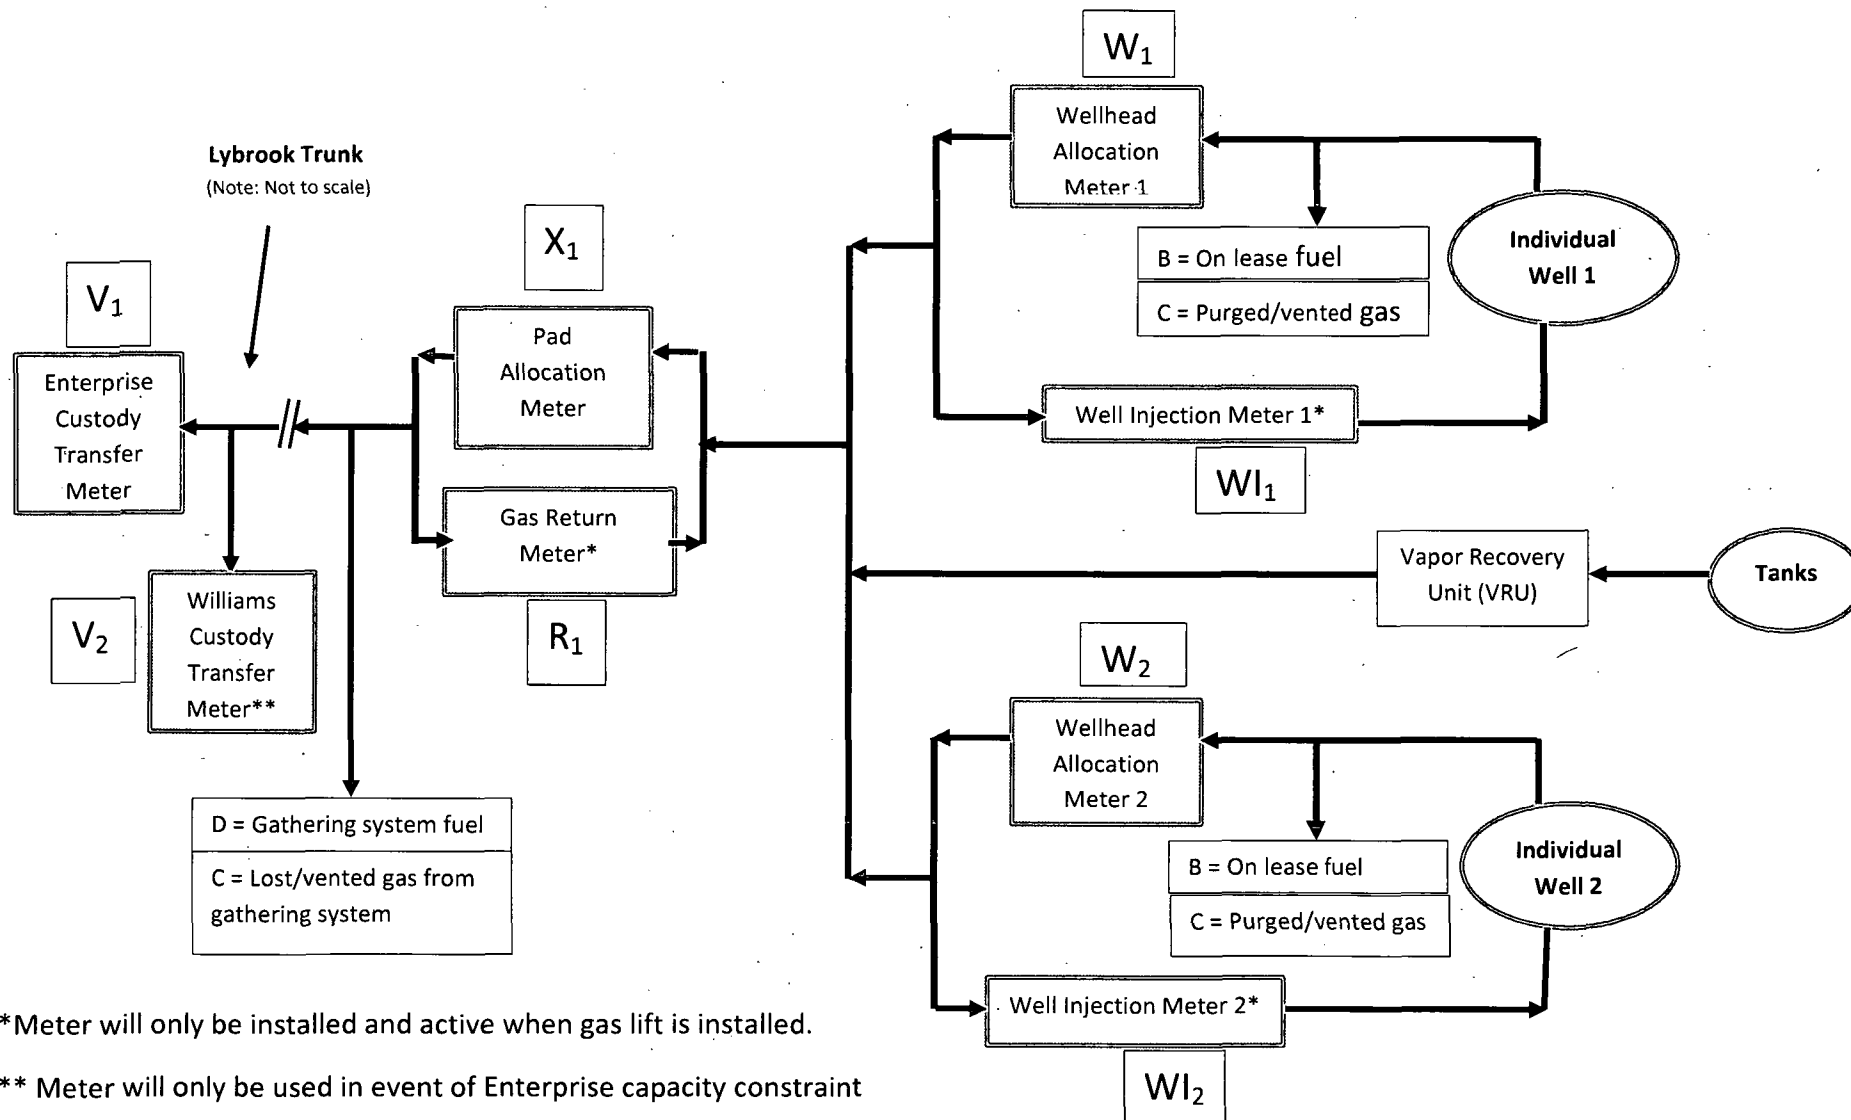 W₁
Wellhead
Allocation
Meter 1
Lybrook Trunk
(Note: Not to scale)
X₁
B = On lease fuel
C = Purged/vented gas
Individual
Well 1
V₁
Pad
Allocation
Meter
Enterprise
Custody
Transfer
Meter
Well Injection Meter 1*
WI₁
Gas Return
Meter*
R₁
Vapor Recovery
Unit (VRU)
Tanks
Williams
Custody
Transfer
Meter**
V₂
W₂
Wellhead
Allocation
Meter 2
D = Gathering system fuel
C = Lost/vented gas from
gathering system
B = On lease fuel
C = Purged/vented gas
Individual
Well 2
Well Injection Meter 2*
WI₂
*Meter will only be installed and active when gas lift is installed.
** Meter will only be used in event of Enterprise capacity constraint